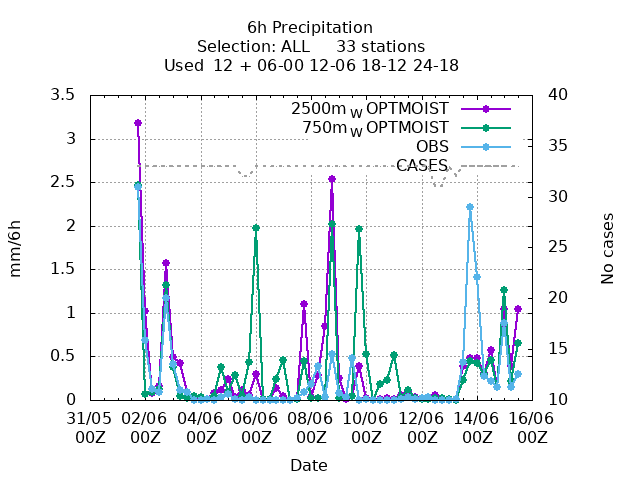 6h Precipitation
Selection: ALL 33 stations
Used 12 + 06-00 12-06 18-12 24-18
3.5
3
2.5
2
1.5
1
0.5
0
mm/6h
40
35
30
25
20
15
10
No cases
2500m W OPTMOIST
750m W OPTMOIST
OBS
CASES
31/05 02/06 04/06 06/06 08/06 10/06 12/06 14/06 16/06
00Z 00Z 00Z 00Z 00Z 00Z 00Z 00Z 00Z
Date